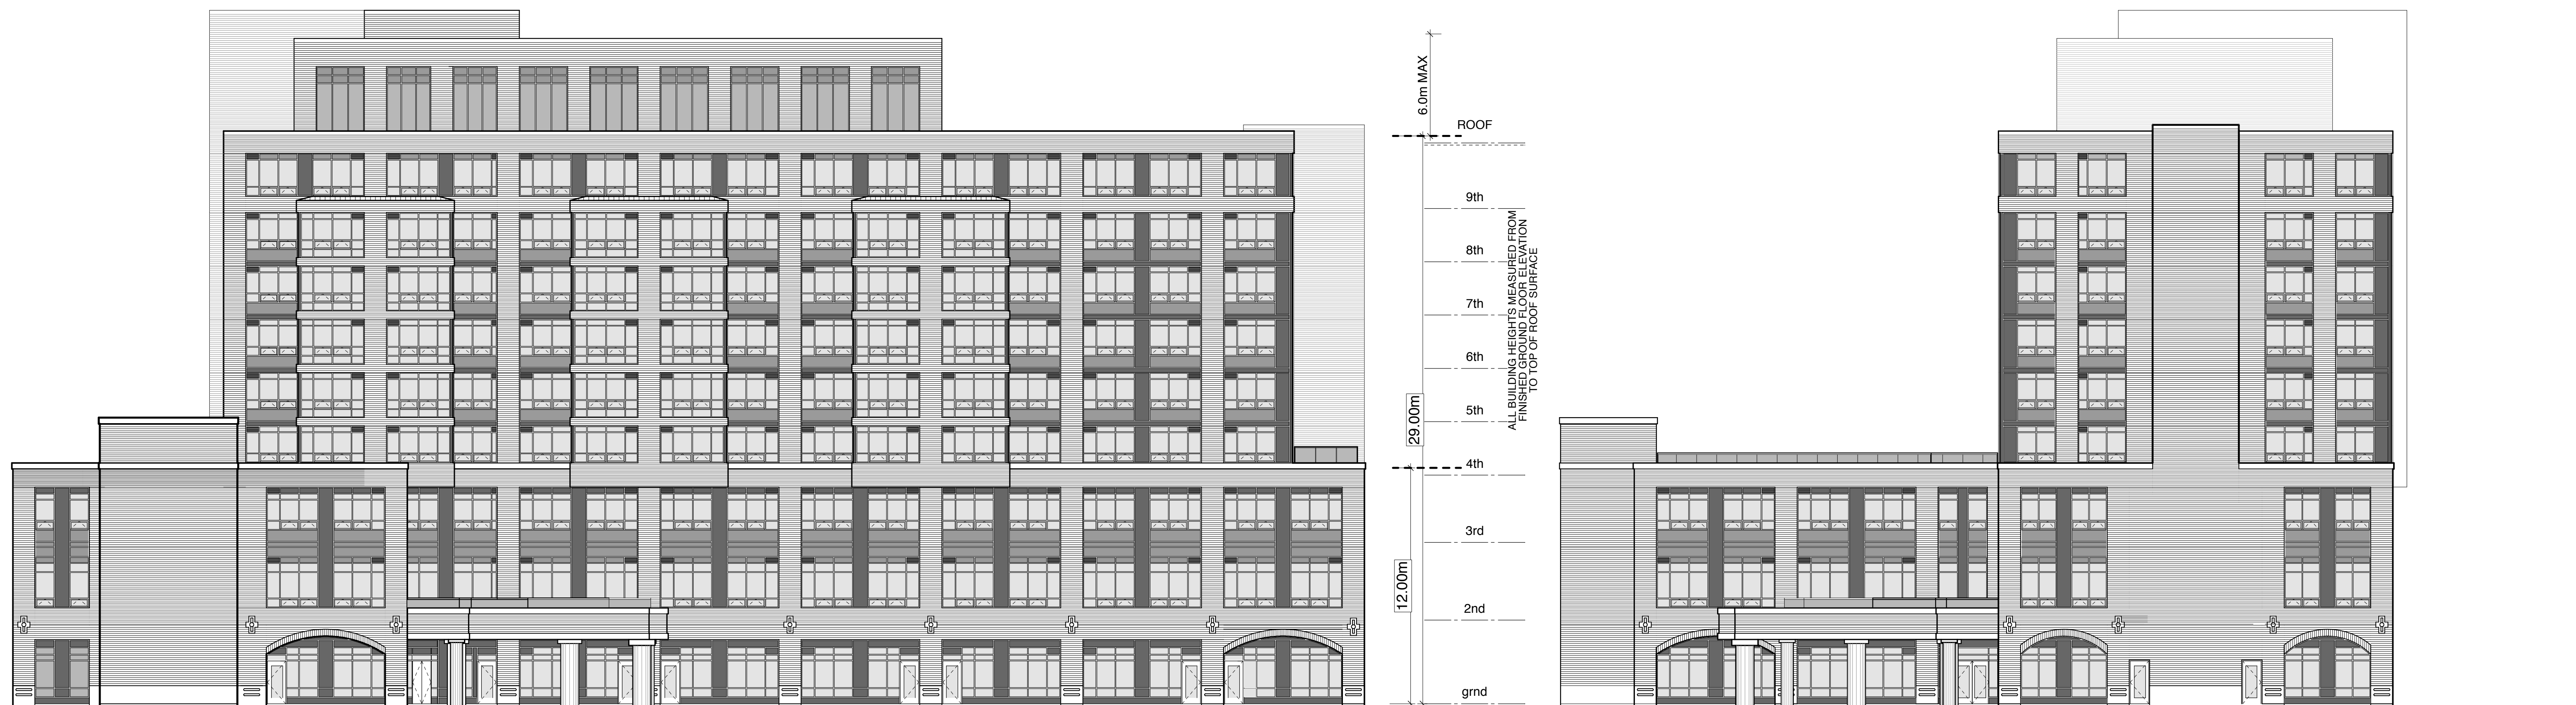 6.0m MAX
ROOF
9th
8th
7th
6th
5th
4th
3rd
2nd
grnd
29.00m
12.00m
ALL BUILDING HEIGHTS MEASURED FROM
FINISHED GROUND FLOOR ELEVATION
TO TOP OF ROOF SURFACE